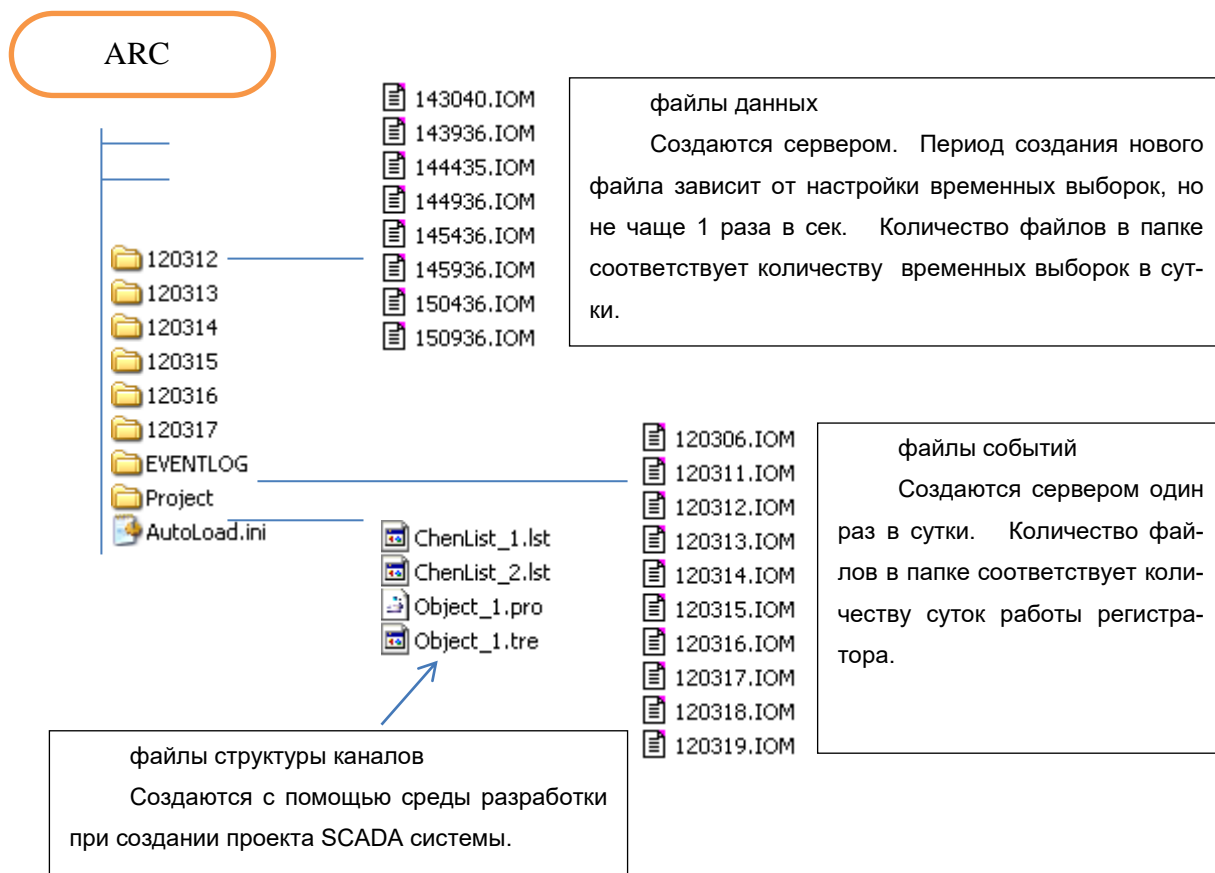 ARC
143040.IOM
143936.IOM
144435.IOM
144936.IOM
145436.IOM
145936.IOM
150436.IOM
150936.IOM
файлы данных
Создаются сервером. Период создания нового
файла зависит от настройки временных выборок, но
не чаще 1 раза в сек. Количество файлов в папке
соответствует количеству временных выборок в сут-
ки.
120312
120313
120314
120315
120316
120317
EVENTLOG
Project
AutoLoad.ini
120306.IOM
120311.IOM
120312.IOM
120313.IOM
120314.IOM
120315.IOM
120316.IOM
120317.IOM
120318.IOM
120319.IOM
файлы событий
Создаются сервером один
раз в сутки. Количество фай-
лов в папке соответствует коли-
честву суток работы регистра-
тора.
ChenList_1.lst
ChenList_2.lst
Object_1.pro
Object_1.tre
файлы структуры каналов
Создаются с помощью среды разработки
при создании проекта SCADA системы.